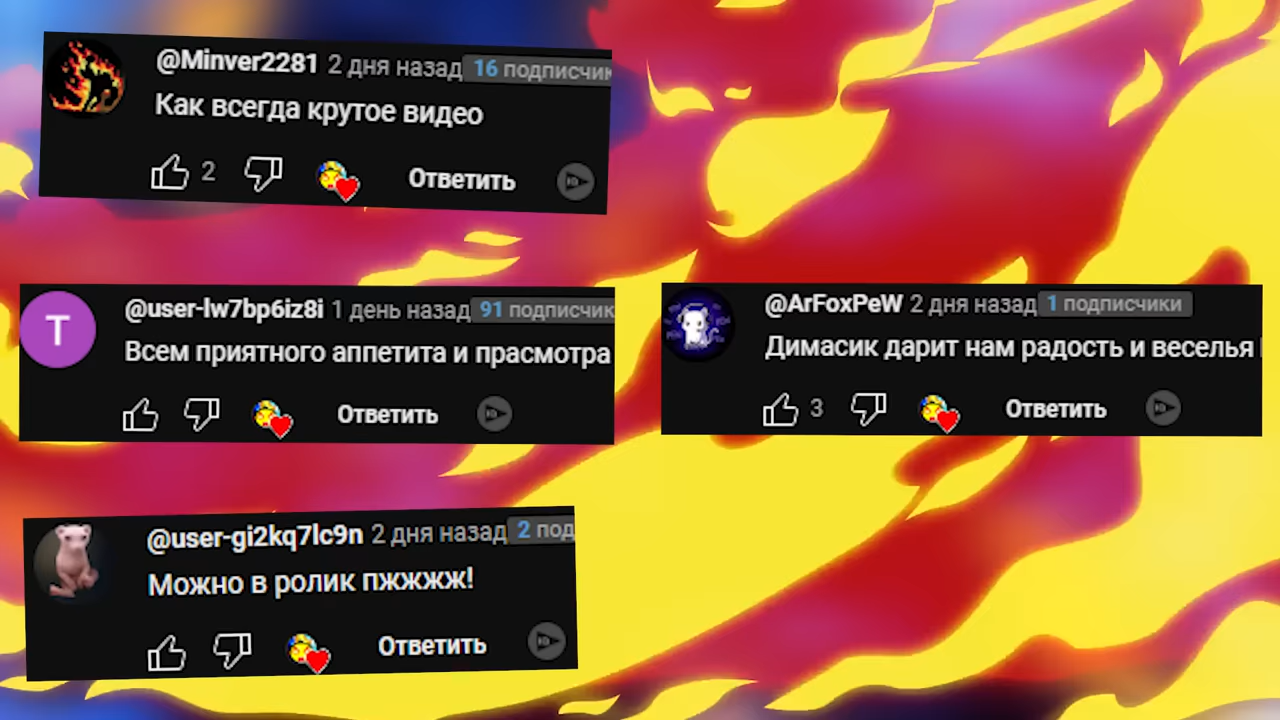 @Minver2281 2 дня назад 16 подписчик
Как всегда крутое видео
2 Ответить
T
@user-lw7bp6iz8i 1 день назад 91 подписчик
Всем приятного аппетита и прасмотра
Ответить
@ArFoxPeW 2 дня назад 1 подписчики
Димасик дарит нам радость и веселья
3 Ответить
@user-gi2kq7lc9n 2 дня назад 2 под
Можно в ролик пжжжж!
Ответить